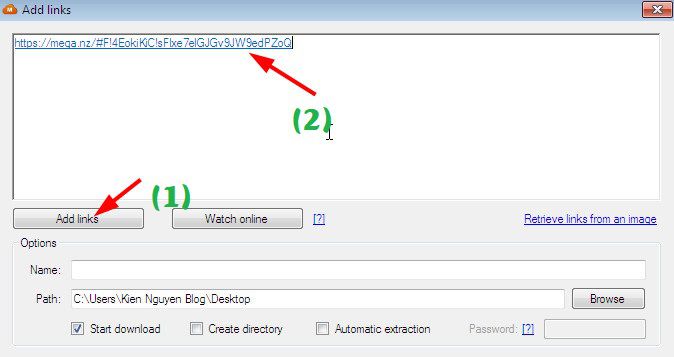 Add links
https://mega.nz/#F!4EokiKIC!sFlxe7elGJGv9JW9edPZoQ
(2)
(1)
Add links Watch online [?] Retrieve links from an image
Options
Name:
Path: C:\Users\Kien Nguyen Blog\Desktop Browse
Start download Create directory Automatic extraction Password: [?]